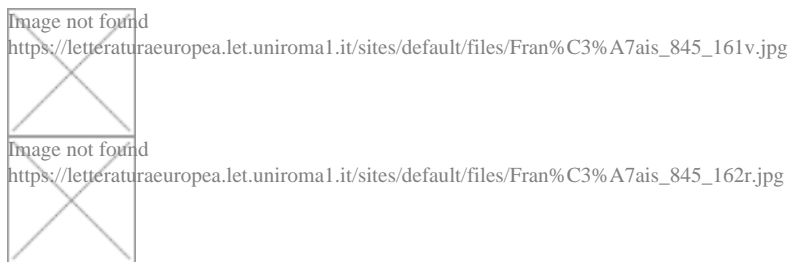 Image not found
https://letteraturaeuropea.let.uniroma1.it/sites/default/files/Fran%C3%A7ais_845_161v.jpg
Image not found
https://letteraturaeuropea.let.uniroma1.it/sites/default/files/Fran%C3%A7ais_845_162r.jpg